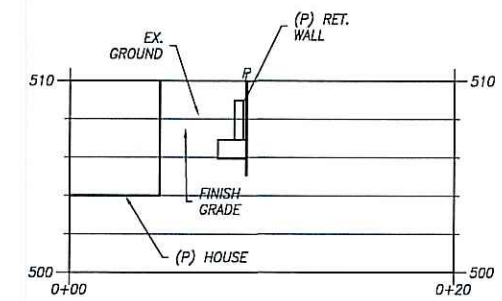 (P) RET.
WALL
EX.
GROUND
P
510
510
FINISH
GRADE
(P) HOUSE
500
500
0+00
0+20